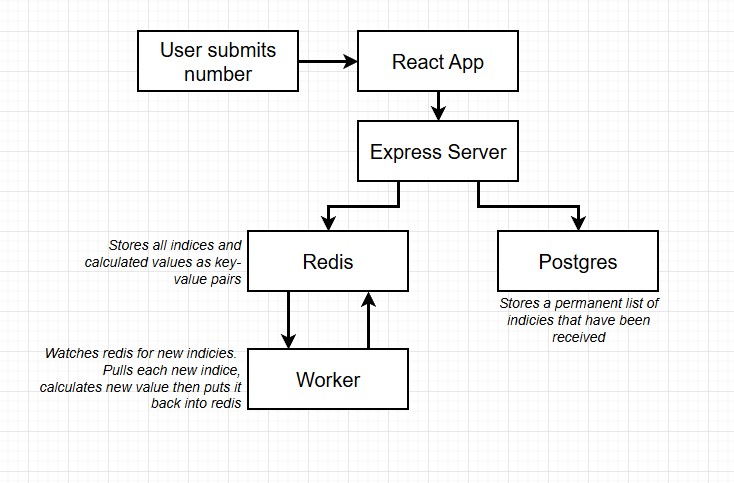 User submits
number
React App
Express Server
Stores all indices and
calculated values as key-
value pairs
Redis
Postgres
Stores a permanent list of
indicies that have been
received
Watches redis for new indicies.
Pulls each new indice,
calculates new value then puts it
back into redis
Worker